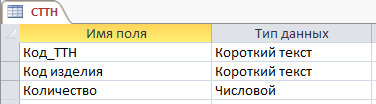 СТТН
Имя поля Тип данных
Код_ТТН Короткий текст
Код изделия Короткий текст
Количество Числовой